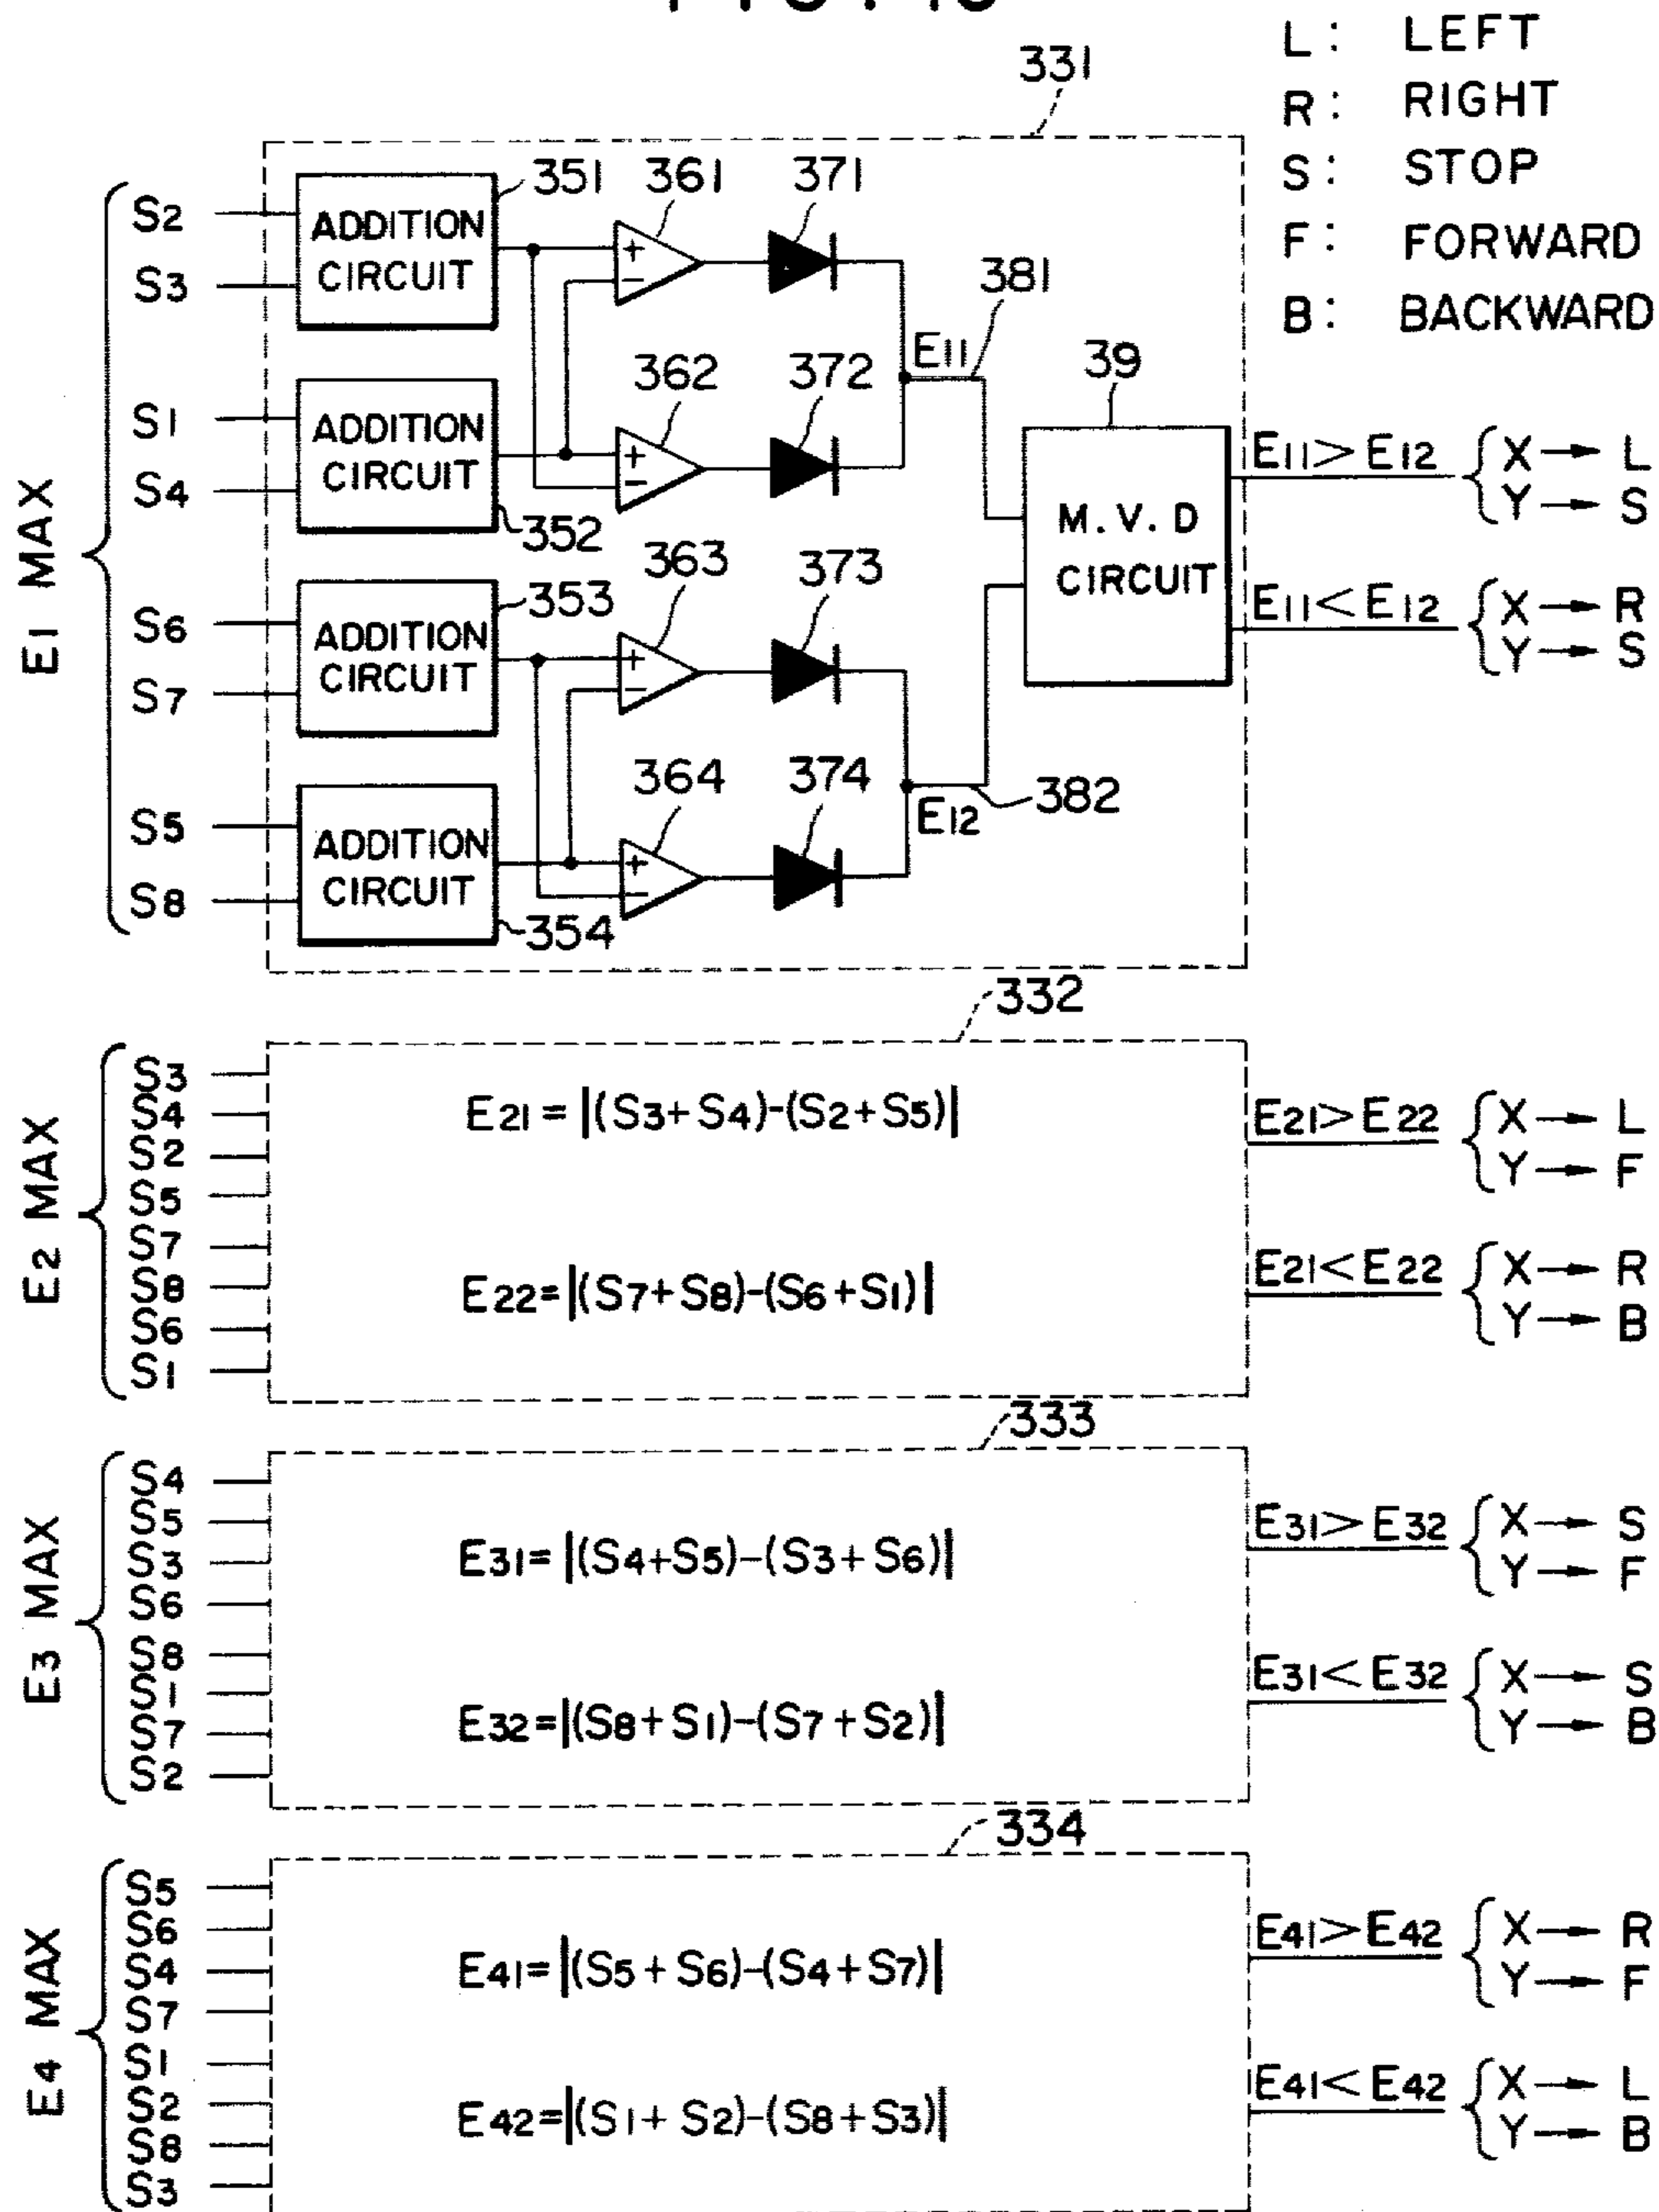 L : LEFT
R : RIGHT
S : STOP
F : FORWARD
B : BACKWARD
331
E1 MAX
S2
S3
S1
S4
S6
S7
S5
S8
ADDITION
CIRCUIT
351
361
371
381
E11
ADDITION
CIRCUIT
352
362
372
39
M.V.D
CIRCUIT
E11>E12
X→L
Y→S
E11<E12
X→R
Y→S
ADDITION
CIRCUIT
353
363
373
382
E12
ADDITION
CIRCUIT
354
364
374
332
E2 MAX
S3
S4
S2
S5
S7
S8
S6
S1
E21=|(S3+S4)-(S2+S5)|
E22=|(S7+S8)-(S6+S1)|
E21>E22
X→L
Y→F
E21<E22
X→R
Y→B
333
E3 MAX
S4
S5
S3
S6
S8
S1
S7
S2
E31=|(S4+S5)-(S3+S6)|
E32=|(S8+S1)-(S7+S2)|
E31>E32
X→S
Y→F
E31<E32
X→S
Y→B
334
E4 MAX
S5
S6
S4
S7
S1
S2
S8
S3
E41=|(S5+S6)-(S4+S7)|
E42=|(S1+S2)-(S8+S3)|
E41>E42
X→R
Y→F
E41<E42
X→L
Y→B
+
-
+
-
+
-
+
-